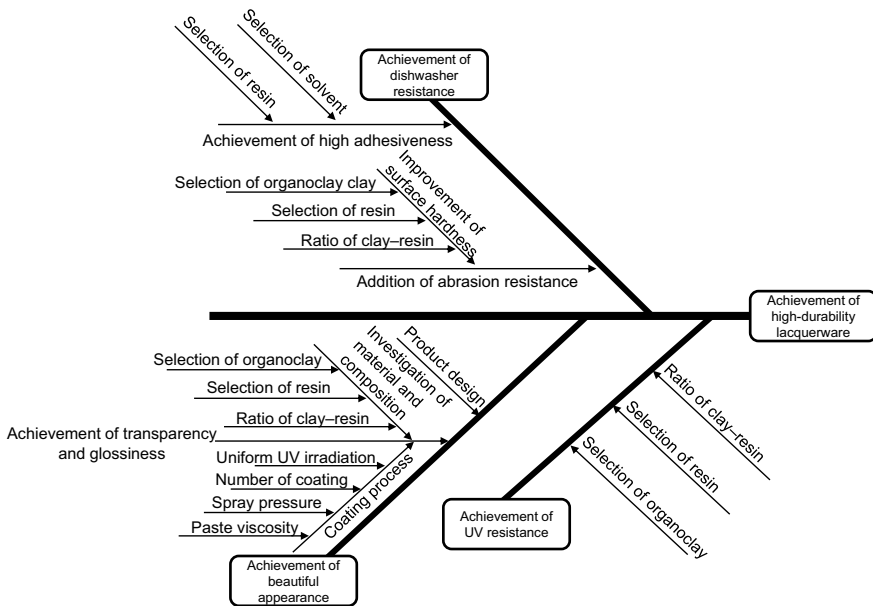 Selection of resin
Selection of solvent
Achievement of
dishwasher
resistance
Achievement of high adhesiveness
Improvement of
surface hardness
Selection of organoclay clay
Selection of resin
Ratio of clay–resin
Addition of abrasion resistance
Achievement of
high-durability
lacquerware
Selection of organoclay
Selection of resin
Ratio of clay–resin
Investigation of
material and
composition
Product design
Achievement of transparency
and glossiness
Uniform UV irradiation
Number of coating
Spray pressure
Paste viscosity
Coating process
Achievement of
beautiful
appearance
Achievement of
UV resistance
Ratio of clay–resin
Selection of resin
Selection of organoclay